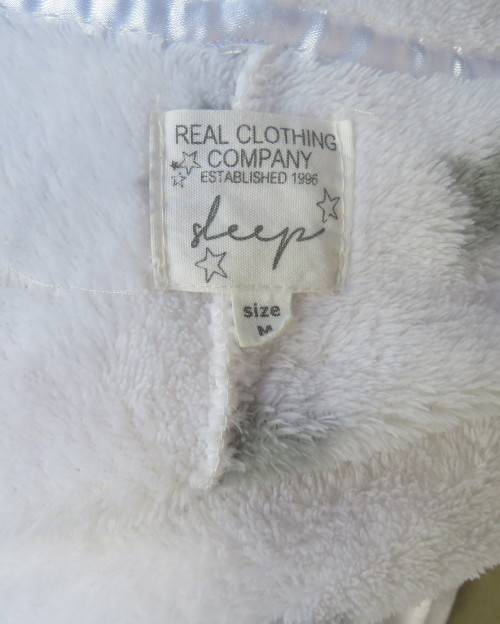 REAL CLOTHING
COMPANY
ESTABLISHED 1996
sleep
size
M